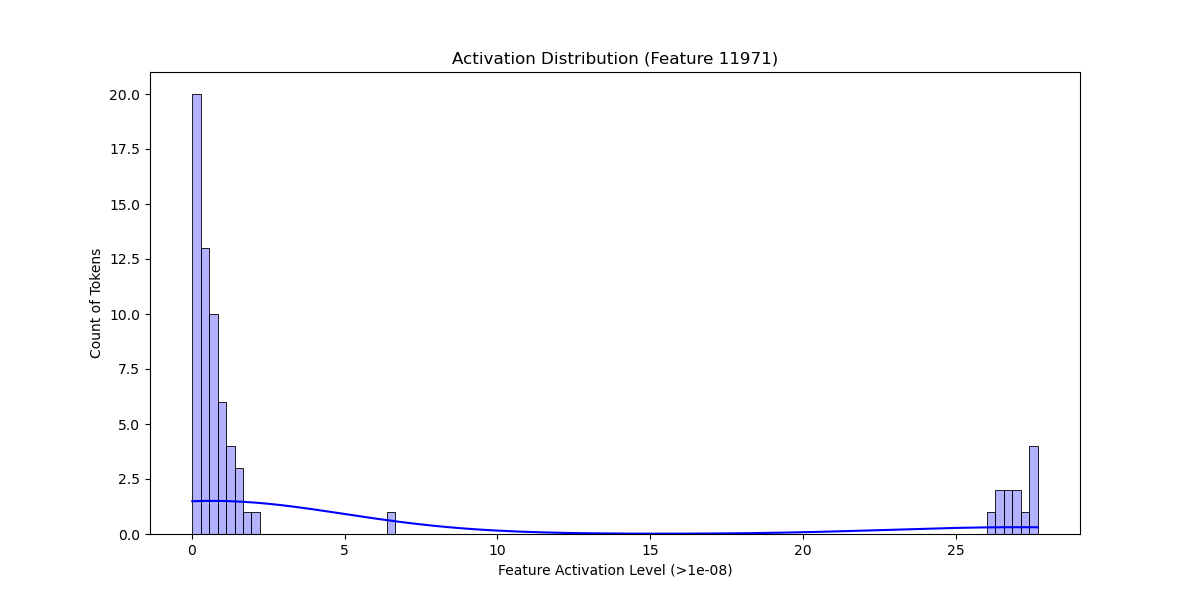 Activation Distribution (Feature 11971)
20.0
17.5
15.0
12.5
10.0
7.5
5.0
2.5
0.0
Count of Tokens
0 5 10 15 20 25
Feature Activation Level (>1e-08)